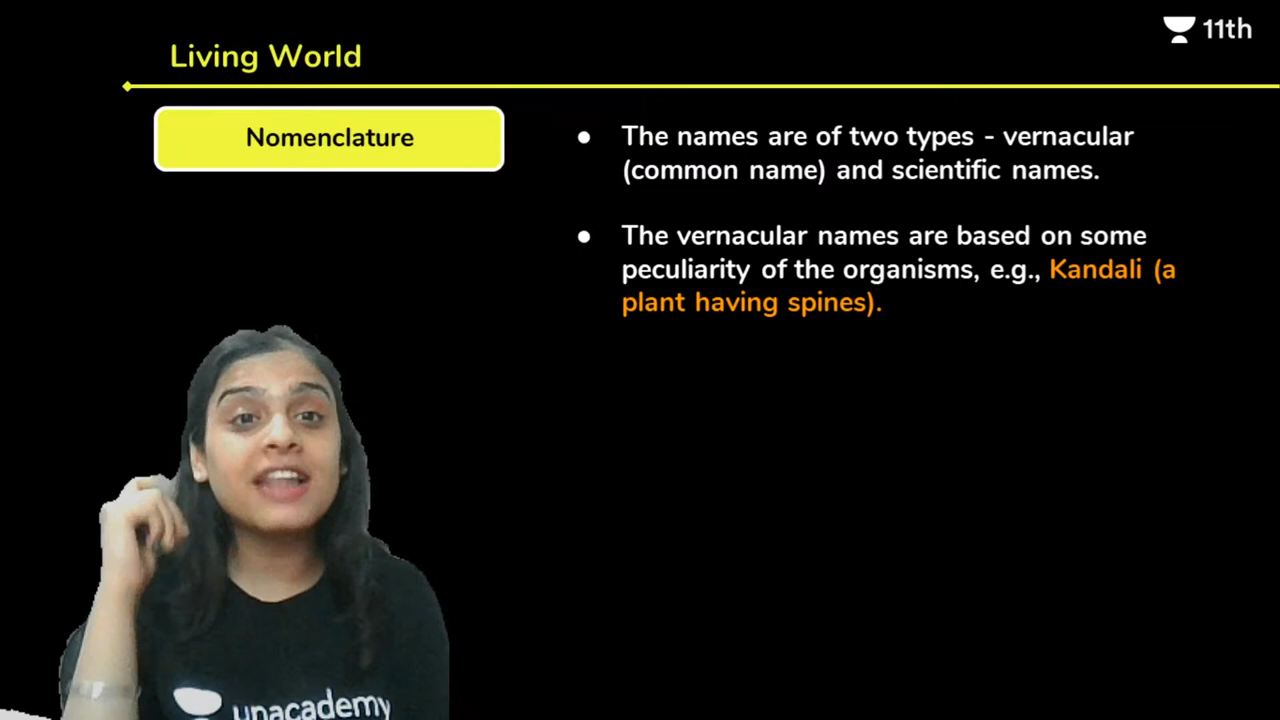 11th
Living World
Nomenclature
● The names are of two types - vernacular
(common name) and scientific names.
● The vernacular names are based on some
peculiarity of the organisms, e.g., Kandali (a
plant having spines).
unacademy